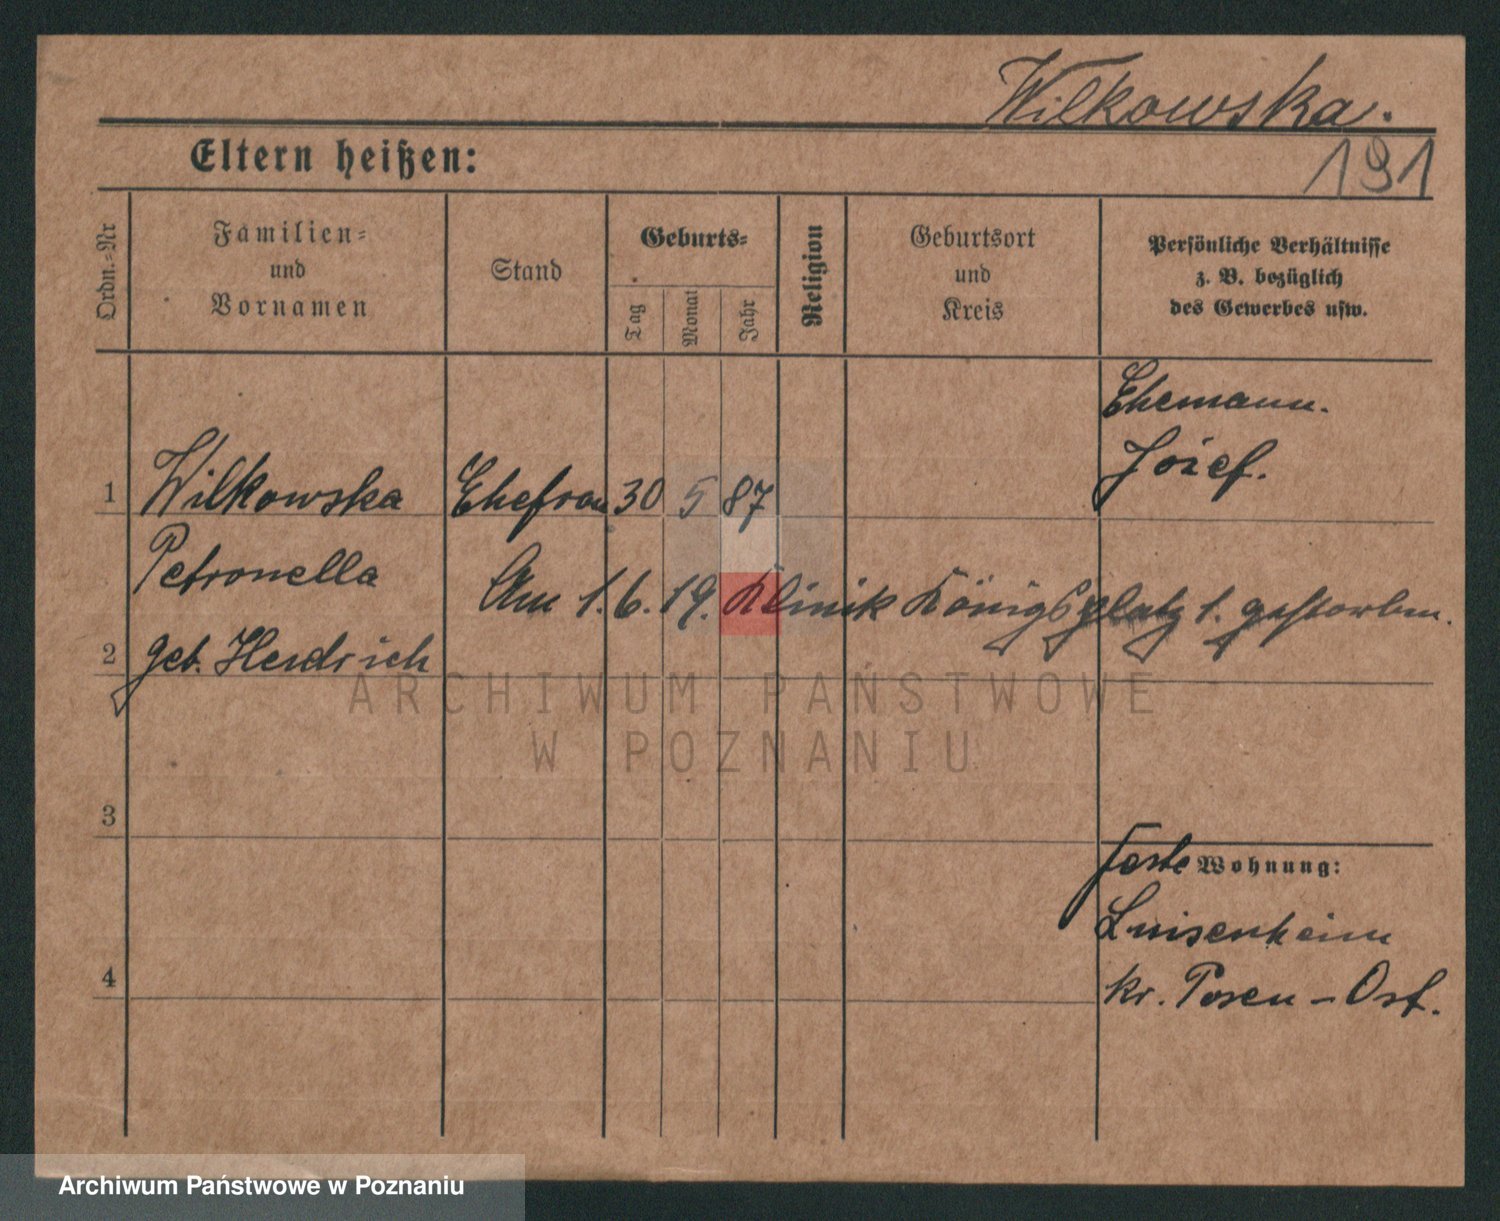 Wilkowska.
191
Eltern heißen:
Ordn.-Nr
Familien-
und
Vornamen
Stand
Geburts-
Tag
Monat
Jahr
Religion
Geburtsort
und
Kreis
Persönliche Verhältnisse
z. B. bezüglich
des Gewerbes usw.
Ehemann.
Józef.
1 Wilkowska Ehefrau 30 5 87
Petronella
Am 1. 6. 19. Klinik Königsplatz 1. gestorben.
2 geb. Heidrich
ARCHIWUM PAŃSTWOWE
W POZNANIU
3
feste Wohnung:
Luisenhain
4
Kr. Posen - Ost.
Archiwum Państwowe w Poznaniu